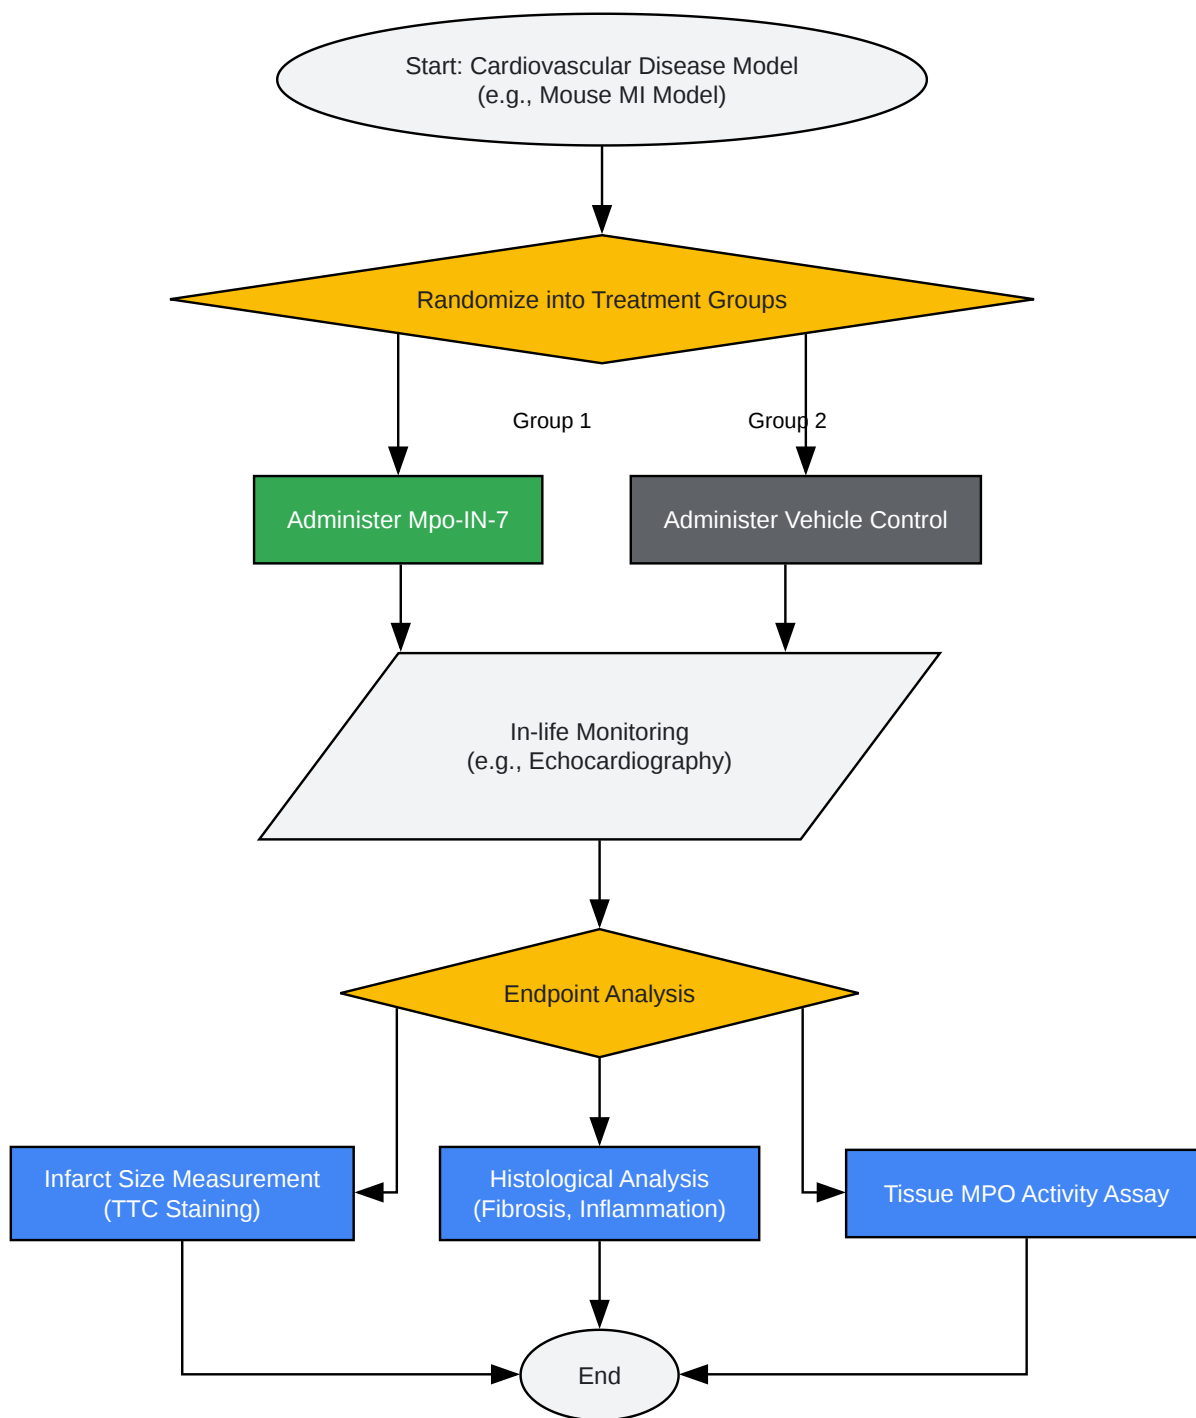 Start: Cardiovascular Disease Model
(e.g., Mouse MI Model)
Randomize into Treatment Groups
Group 1
Group 2
Administer Mpo-IN-7
Administer Vehicle Control
In-life Monitoring
(e.g., Echocardiography)
Endpoint Analysis
Infarct Size Measurement
(TTC Staining)
Histological Analysis
(Fibrosis, Inflammation)
Tissue MPO Activity Assay
End